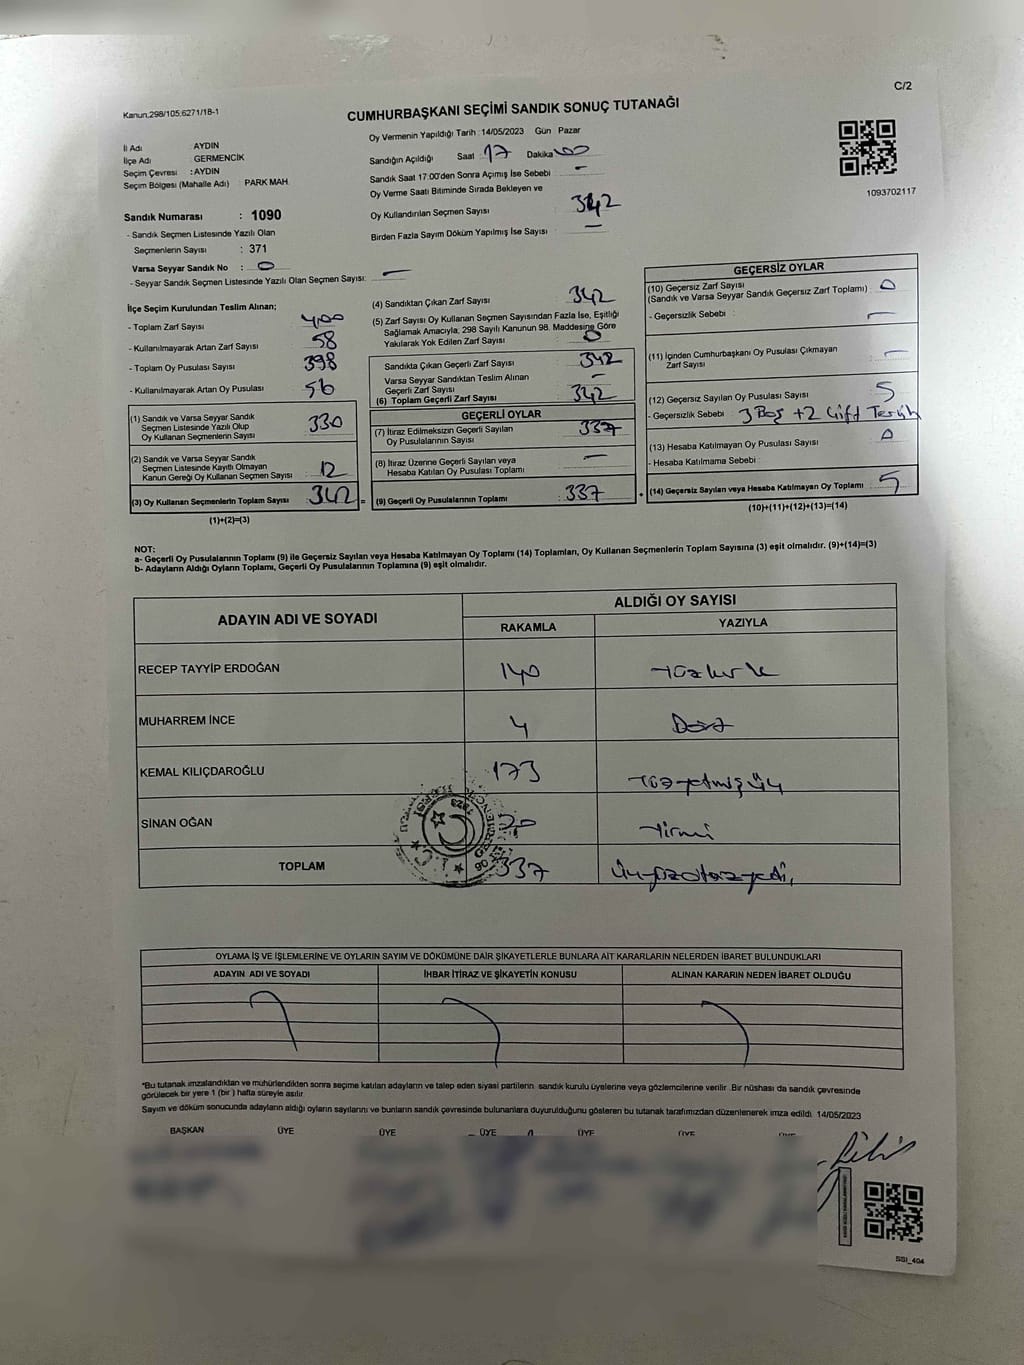 C/2
Kanun.298/105;6271/18-1
CUMHURBAŞKANI SEÇİMİ SANDIK SONUÇ TUTANAĞI
Oy Vermenin Yapıldığı Tarih : 14/05/2023 Gün Pazar
İl Adı : AYDIN
İlçe Adı : GERMENCİK
Seçim Çevresi : AYDIN
Seçim Bölgesi (Mahalle Adı) : PARK MAH.
Sandığın Açıldığı Saat 17 Dakika 00
Sandık Saat 17:00'den Sonra Açımış İse Sebebi : -
Oy Verme Saati Bitiminde Sırada Bekleyen ve
Oy Kullandırılan Seçmen Sayısı 342
Birden Fazla Sayım Döküm Yapılmış İse Sayısı : -
1093702117
Sandık Numarası : 1090
- Sandık Seçmen Listesinde Yazılı Olan
Seçmenlerin Sayısı : 371
Varsa Seyyar Sandık No : 0
- Seyyar Sandık Seçmen Listesinde Yazılı Olan Seçmen Sayısı: -
İlçe Seçim Kurulundan Teslim Alınan;
- Toplam Zarf Sayısı : 400
- Kullanılmayarak Artan Zarf Sayısı : 58
- Toplam Oy Pusulası Sayısı : 398
- Kullanılmayarak Artan Oy Pusulası : 56
(1) Sandık ve Varsa Seyyar Sandık
Seçmen Listesinde Yazılı Olup
Oy Kullanan Seçmenlerin Sayısı : 330
(2) Sandık ve Varsa Seyyar Sandık
Seçmen Listesinde Kayıtlı Olmayan
Kanun Gereği Oy Kullanan Seçmen Sayısı : 12
(3) Oy Kullanan Seçmenlerin Toplam Sayısı : 342 =
(1)+(2)=(3)
(4) Sandıktan Çıkan Zarf Sayısı : 342
(5) Zarf Sayısı Oy Kullanan Seçmen Sayısından Fazla İse, Eşitliği
Sağlamak Amacıyla; 298 Sayılı Kanunun 98. Maddesine Göre
Yakılarak Yok Edilen Zarf Sayısı : 0
Sandıkta Çıkan Geçerli Zarf Sayısı : 342
Varsa Seyyar Sandıktan Teslim Alınan
Geçerli Zarf Sayısı : -
(6) Toplam Geçerli Zarf Sayısı : 342
GEÇERLİ OYLAR
(7) İtiraz Edilmeksizin Geçerli Sayılan
Oy Pusulalarının Sayısı : 337
(8) İtiraz Üzerine Geçerli Sayılan veya
Hesaba Katılan Oy Pusulası Toplamı : -
(9) Geçerli Oy Pusulalarının Toplamı : 337 +
GEÇERSİZ OYLAR
(10) Geçersiz Zarf Sayısı
(Sandık ve Varsa Seyyar Sandık Geçersiz Zarf Toplamı) : 0
- Geçersizlik Sebebi : -
(11) İçinden Cumhurbaşkanı Oy Pusulası Çıkmayan
Zarf Sayısı : -
(12) Geçersiz Sayılan Oy Pusulası Sayısı : 5
- Geçersizlik Sebebi : 3 Boş + 2 Çift Tercih
(13) Hesaba Katılmayan Oy Pusulası Sayısı : 0
- Hesaba Katılmama Sebebi :
(14) Geçersiz Sayılan veya Hesaba Katılmayan Oy Toplamı : 5
(10)+(11)+(12)+(13)=(14)
NOT:
a- Geçerli Oy Pusulalarının Toplamı (9) ile Geçersiz Sayılan veya Hesaba Katılmayan Oy Toplamı (14) Toplamları, Oy Kullanan Seçmenlerin Toplam Sayısına (3) eşit olmalıdır. (9)+(14)=(3)
b- Adayların Aldığı Oyların Toplamı, Geçerli Oy Pusulalarının Toplamına (9) eşit olmalıdır.
ADAYIN ADI VE SOYADI
ALDIĞI OY SAYISI
RAKAMLA YAZIYLA
RECEP TAYYİP ERDOĞAN 140 Yüzkırk
MUHARREM İNCE 4 Dört
KEMAL KILIÇDAROĞLU 173 Yüzyetmişüç
SİNAN OĞAN 20 Yirmi
TOPLAM 337 Üçyüzotuzyedi
OYLAMA İŞ VE İŞLEMLERİNE VE OYLARIN SAYIM VE DÖKÜMÜNE DAİR ŞİKAYETLERLE BUNLARA AİT KARARLARIN NELERDEN İBARET BULUNDUKLARI
ADAYIN ADI VE SOYADI İHBAR İTİRAZ VE ŞİKAYETİN KONUSU ALINAN KARARIN NEDEN İBARET OLDUĞU
*Bu tutanak imzalandıktan ve mühürlendikten sonra seçime katılan adayların ve talep eden siyasi partilerin sandık kurulu üyelerine veya gözlemcilerine verilir. Bir nüshası da sandık çevresinde
görülecek bir yere 1 (bir) hafta süreyle asılır.
Sayım ve döküm sonucunda adayların aldığı oyların sayılarını ve bunların sandık çevresinde bulunanlara duyurulduğunu gösteren bu tutanak tarafımızdan düzenlenerek imza edildi. 14/05/2023
BAŞKAN ÜYE ÜYE ÜYE ÜYE ÜYE ÜYE
SSI_404